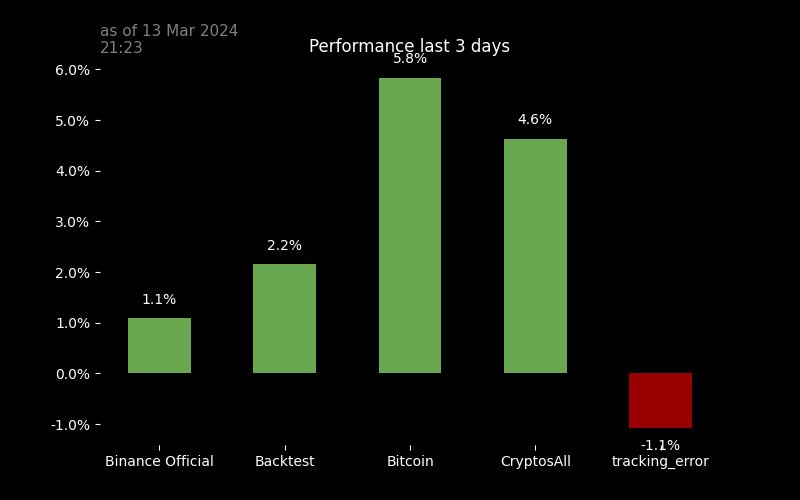 as of 13 Mar 2024
21:23
Performance last 3 days
6.0%
5.0%
4.0%
3.0%
2.0%
1.0%
0.0%
-1.0%
1.1%
2.2%
5.8%
4.6%
-1.1%
Binance Official
Backtest
Bitcoin
CryptosAll
tracking_error